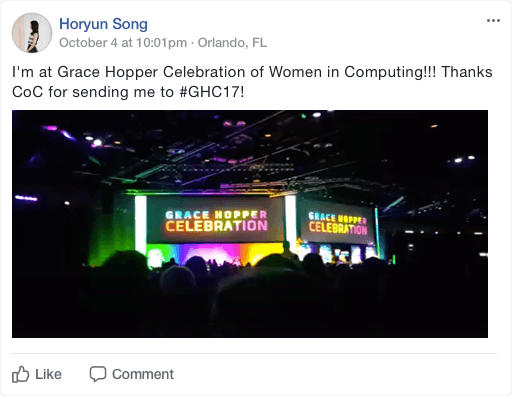 Horyun Song
October 4 at 10:01pm · Orlando, FL
I'm at Grace Hopper Celebration of Women in Computing!!! Thanks
CoC for sending me to #GHC17!
GRACE HOPPER
CELEBRATION
GRACE HOPPER
CELEBRATION
Like
Comment